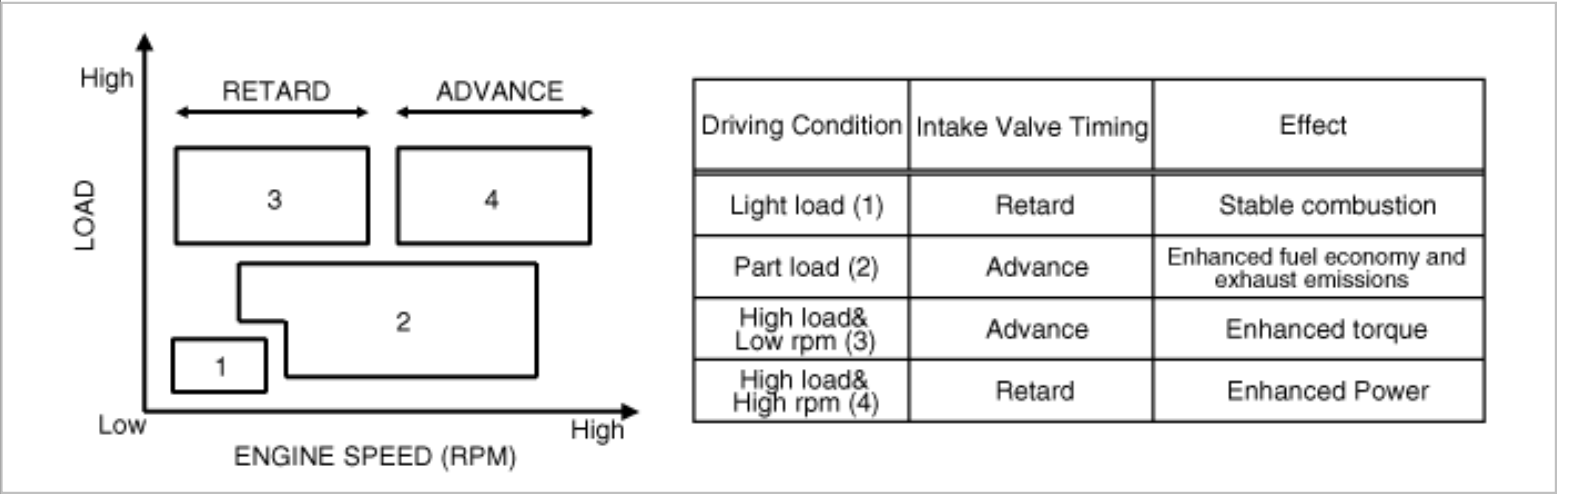 High
RETARD
ADVANCE
LOAD
3
4
2
1
Low
High
ENGINE SPEED (RPM)
Driving Condition
Intake Valve Timing
Effect
Light load (1)
Retard
Stable combustion
Part load (2)
Advance
Enhanced fuel economy and
exhaust emissions
High load&
Low rpm (3)
Advance
Enhanced torque
High load&
High rpm (4)
Retard
Enhanced Power